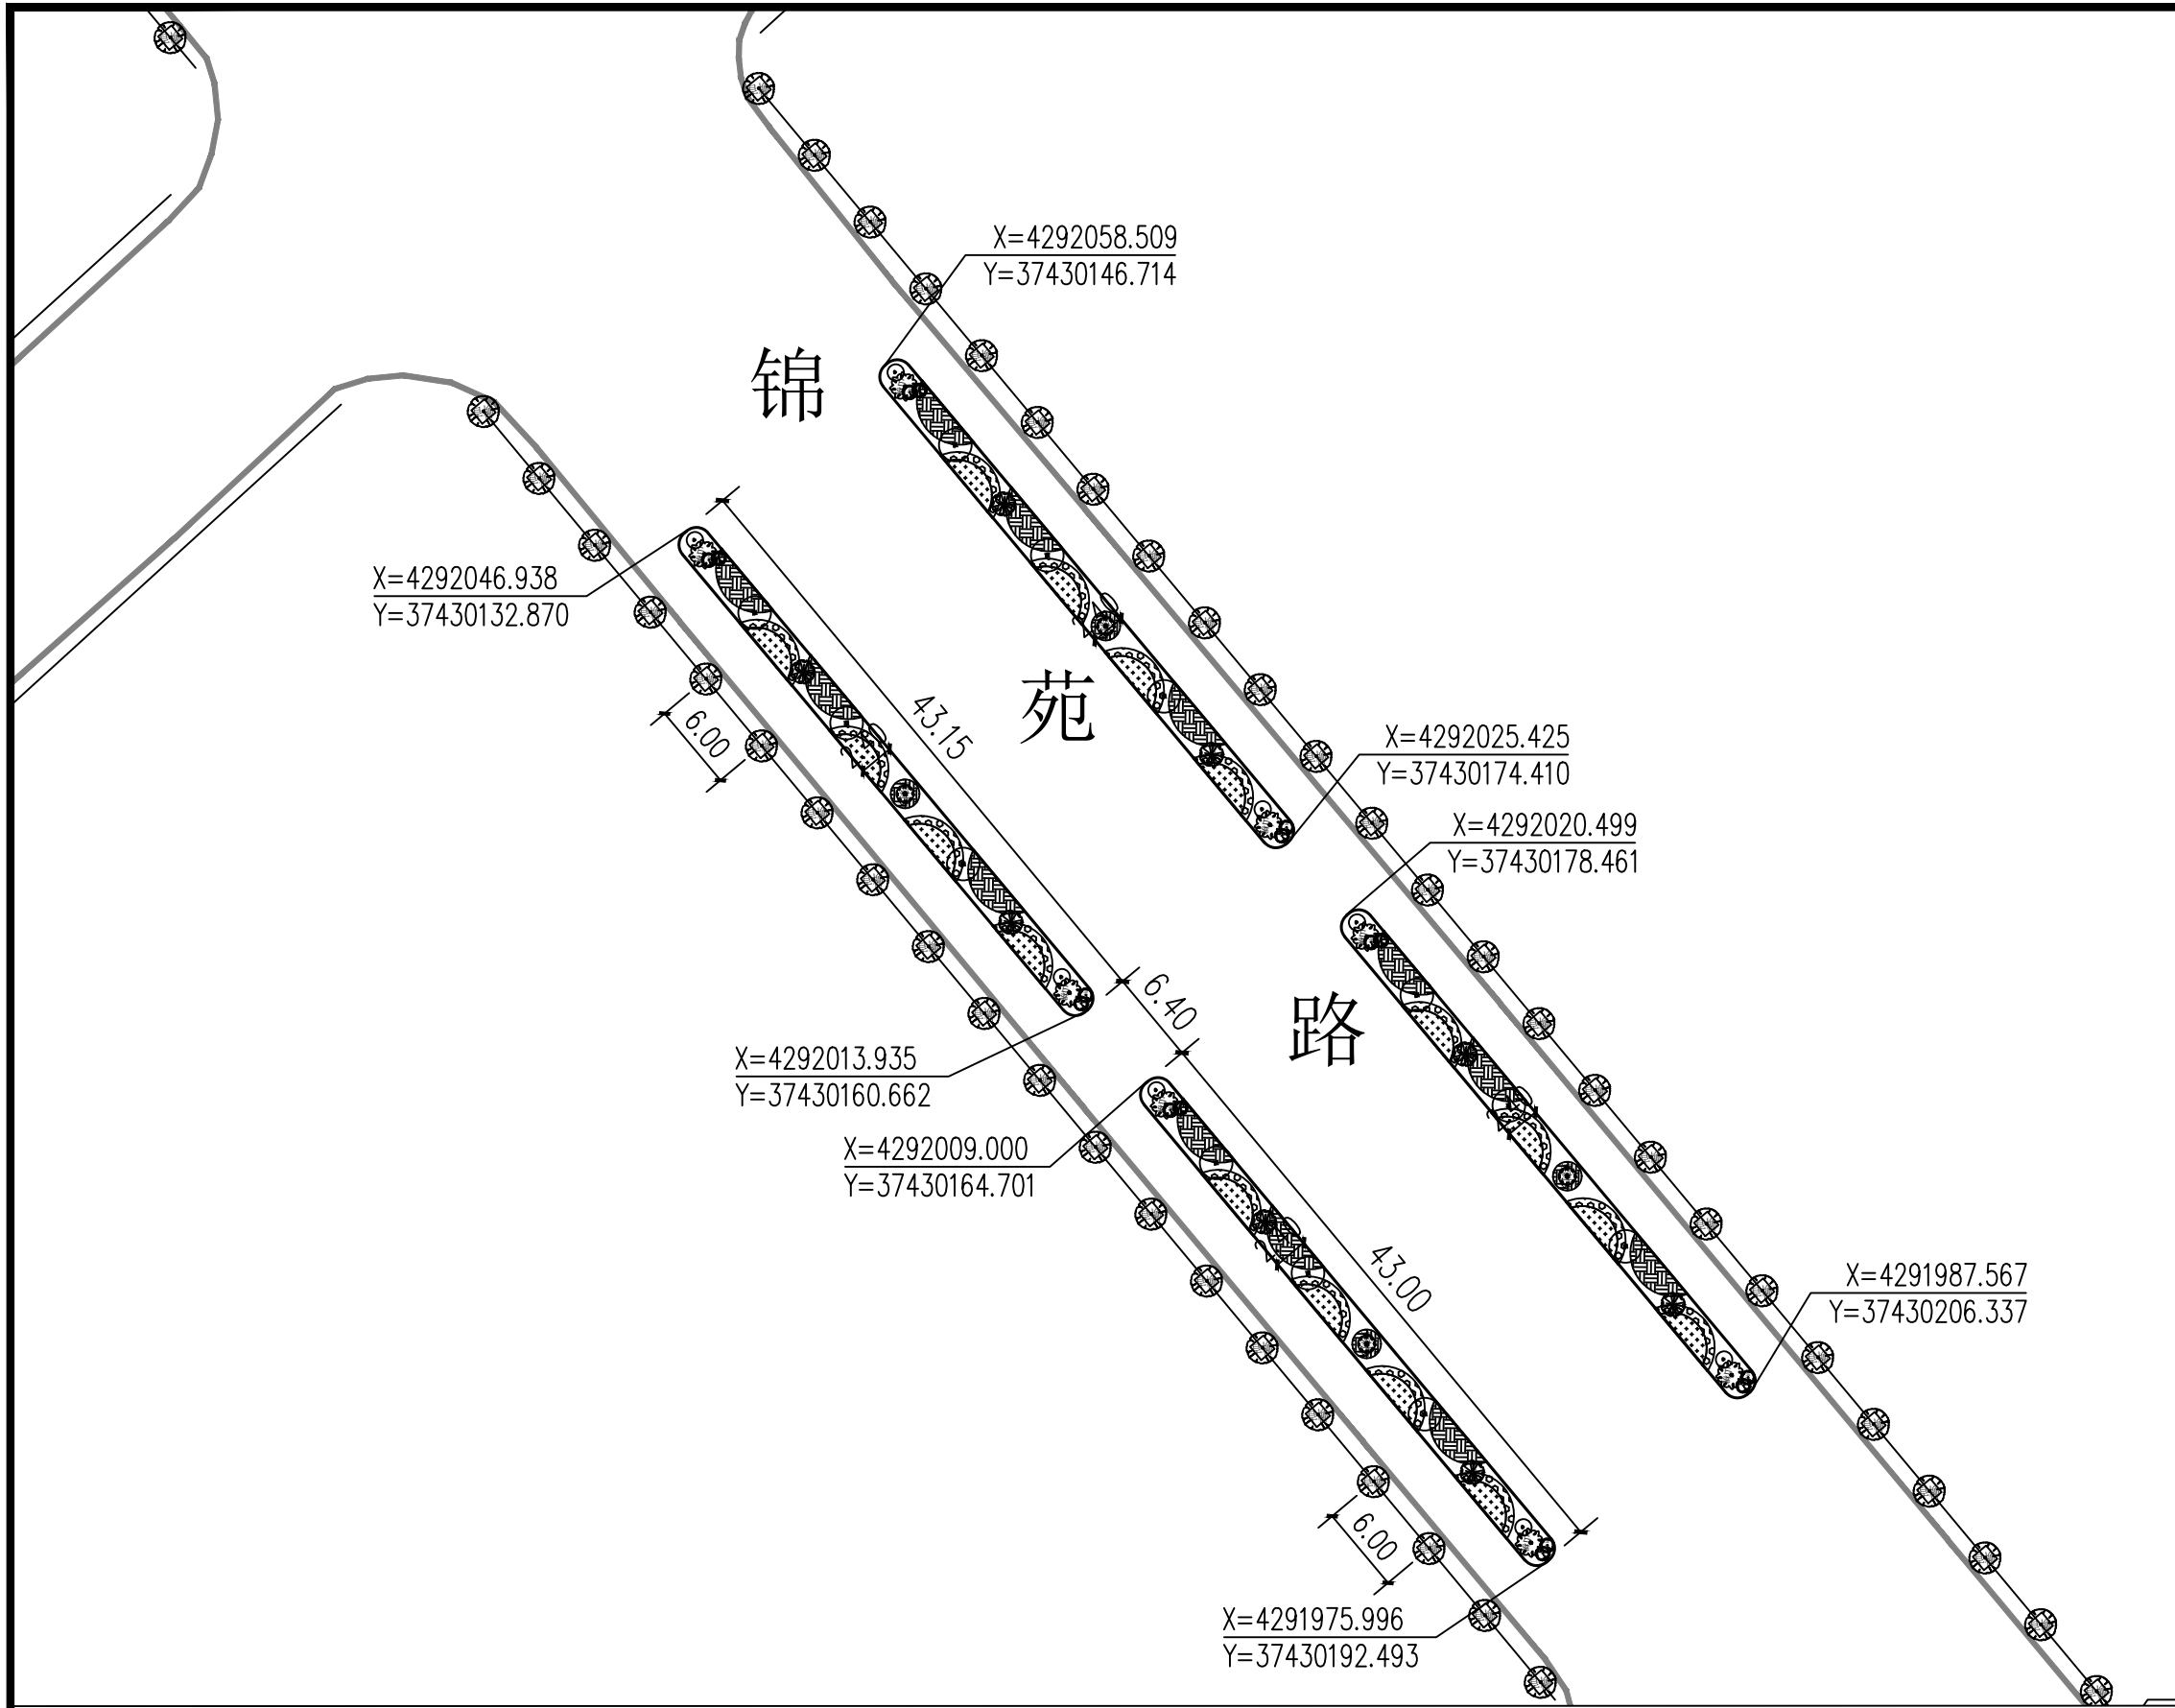 X=4292058.509
Y=37430146.714
锦
X=4292046.938
Y=37430132.870
43.15
苑
6.00
X=4292025.425
Y=37430174.410
X=4292020.499
Y=37430178.461
6.40
路
X=4292013.935
Y=37430160.662
X=4292009.000
Y=37430164.701
43.00
X=4291987.567
Y=37430206.337
6.00
X=4291975.996
Y=37430192.493